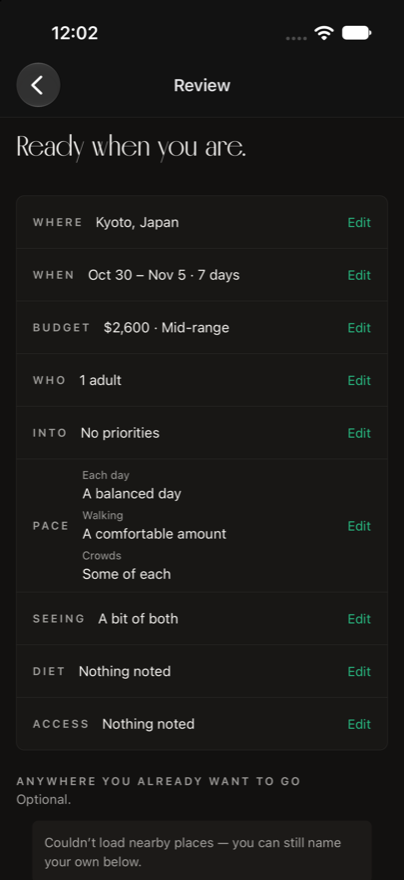 12:02
Review
Ready when you are.
WHERE Kyoto, Japan Edit
WHEN Oct 30 – Nov 5 · 7 days Edit
BUDGET $2,600 · Mid-range Edit
WHO 1 adult Edit
INTO No priorities Edit
Each day
A balanced day
Walking
PACE A comfortable amount Edit
Crowds
Some of each
SEEING A bit of both Edit
DIET Nothing noted Edit
ACCESS Nothing noted Edit
ANYWHERE YOU ALREADY WANT TO GO
Optional.
Couldn’t load nearby places — you can still name
your own below.